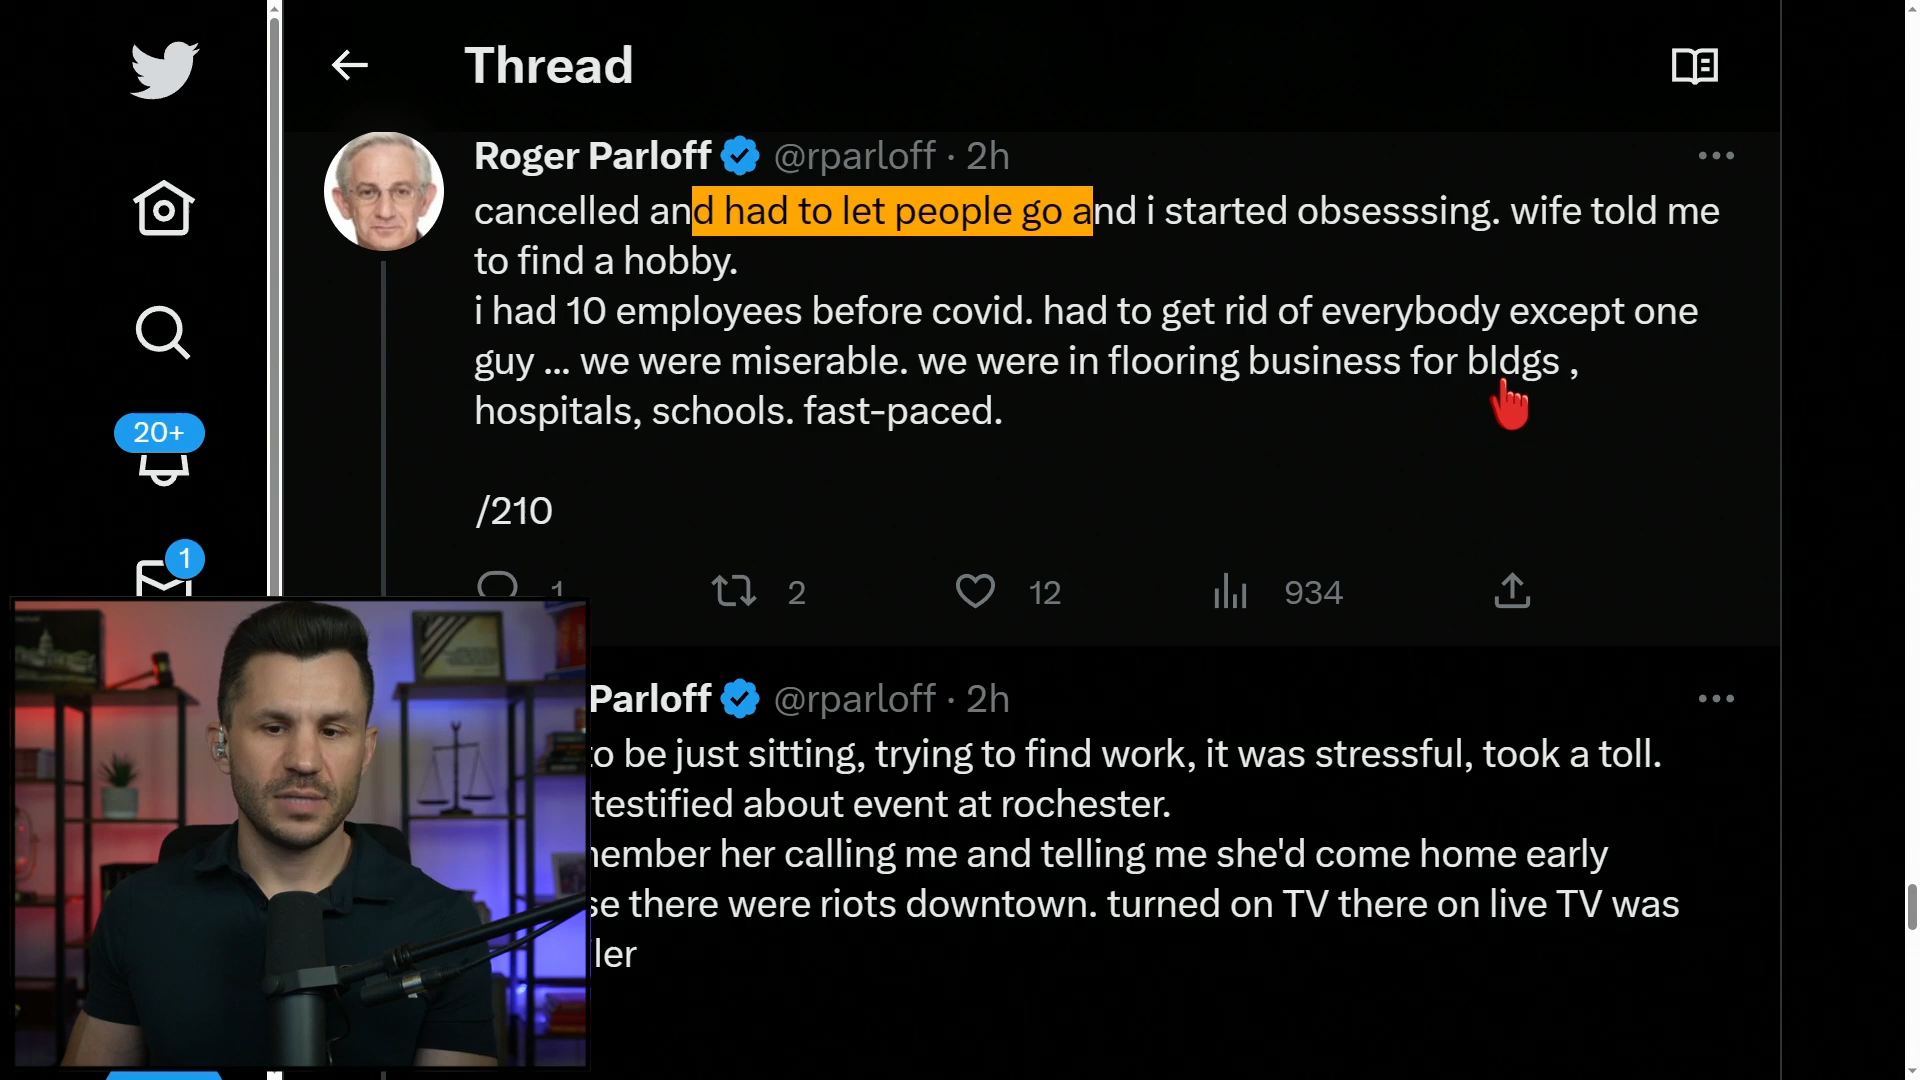 Thread
Roger Parloff @rparloff · 2h
cancelled and had to let people go and i started obsesssing. wife told me
to find a hobby.
i had 10 employees before covid. had to get rid of everybody except one
guy ... we were miserable. we were in flooring business for bldgs ,
hospitals, schools. fast-paced.
/210
20+
1
1 2 12 934
Parloff @rparloff · 2h
to be just sitting, trying to find work, it was stressful, took a toll.
testified about event at rochester.
her calling me and telling me she'd come home early
there were riots downtown. turned on TV there on live TV was